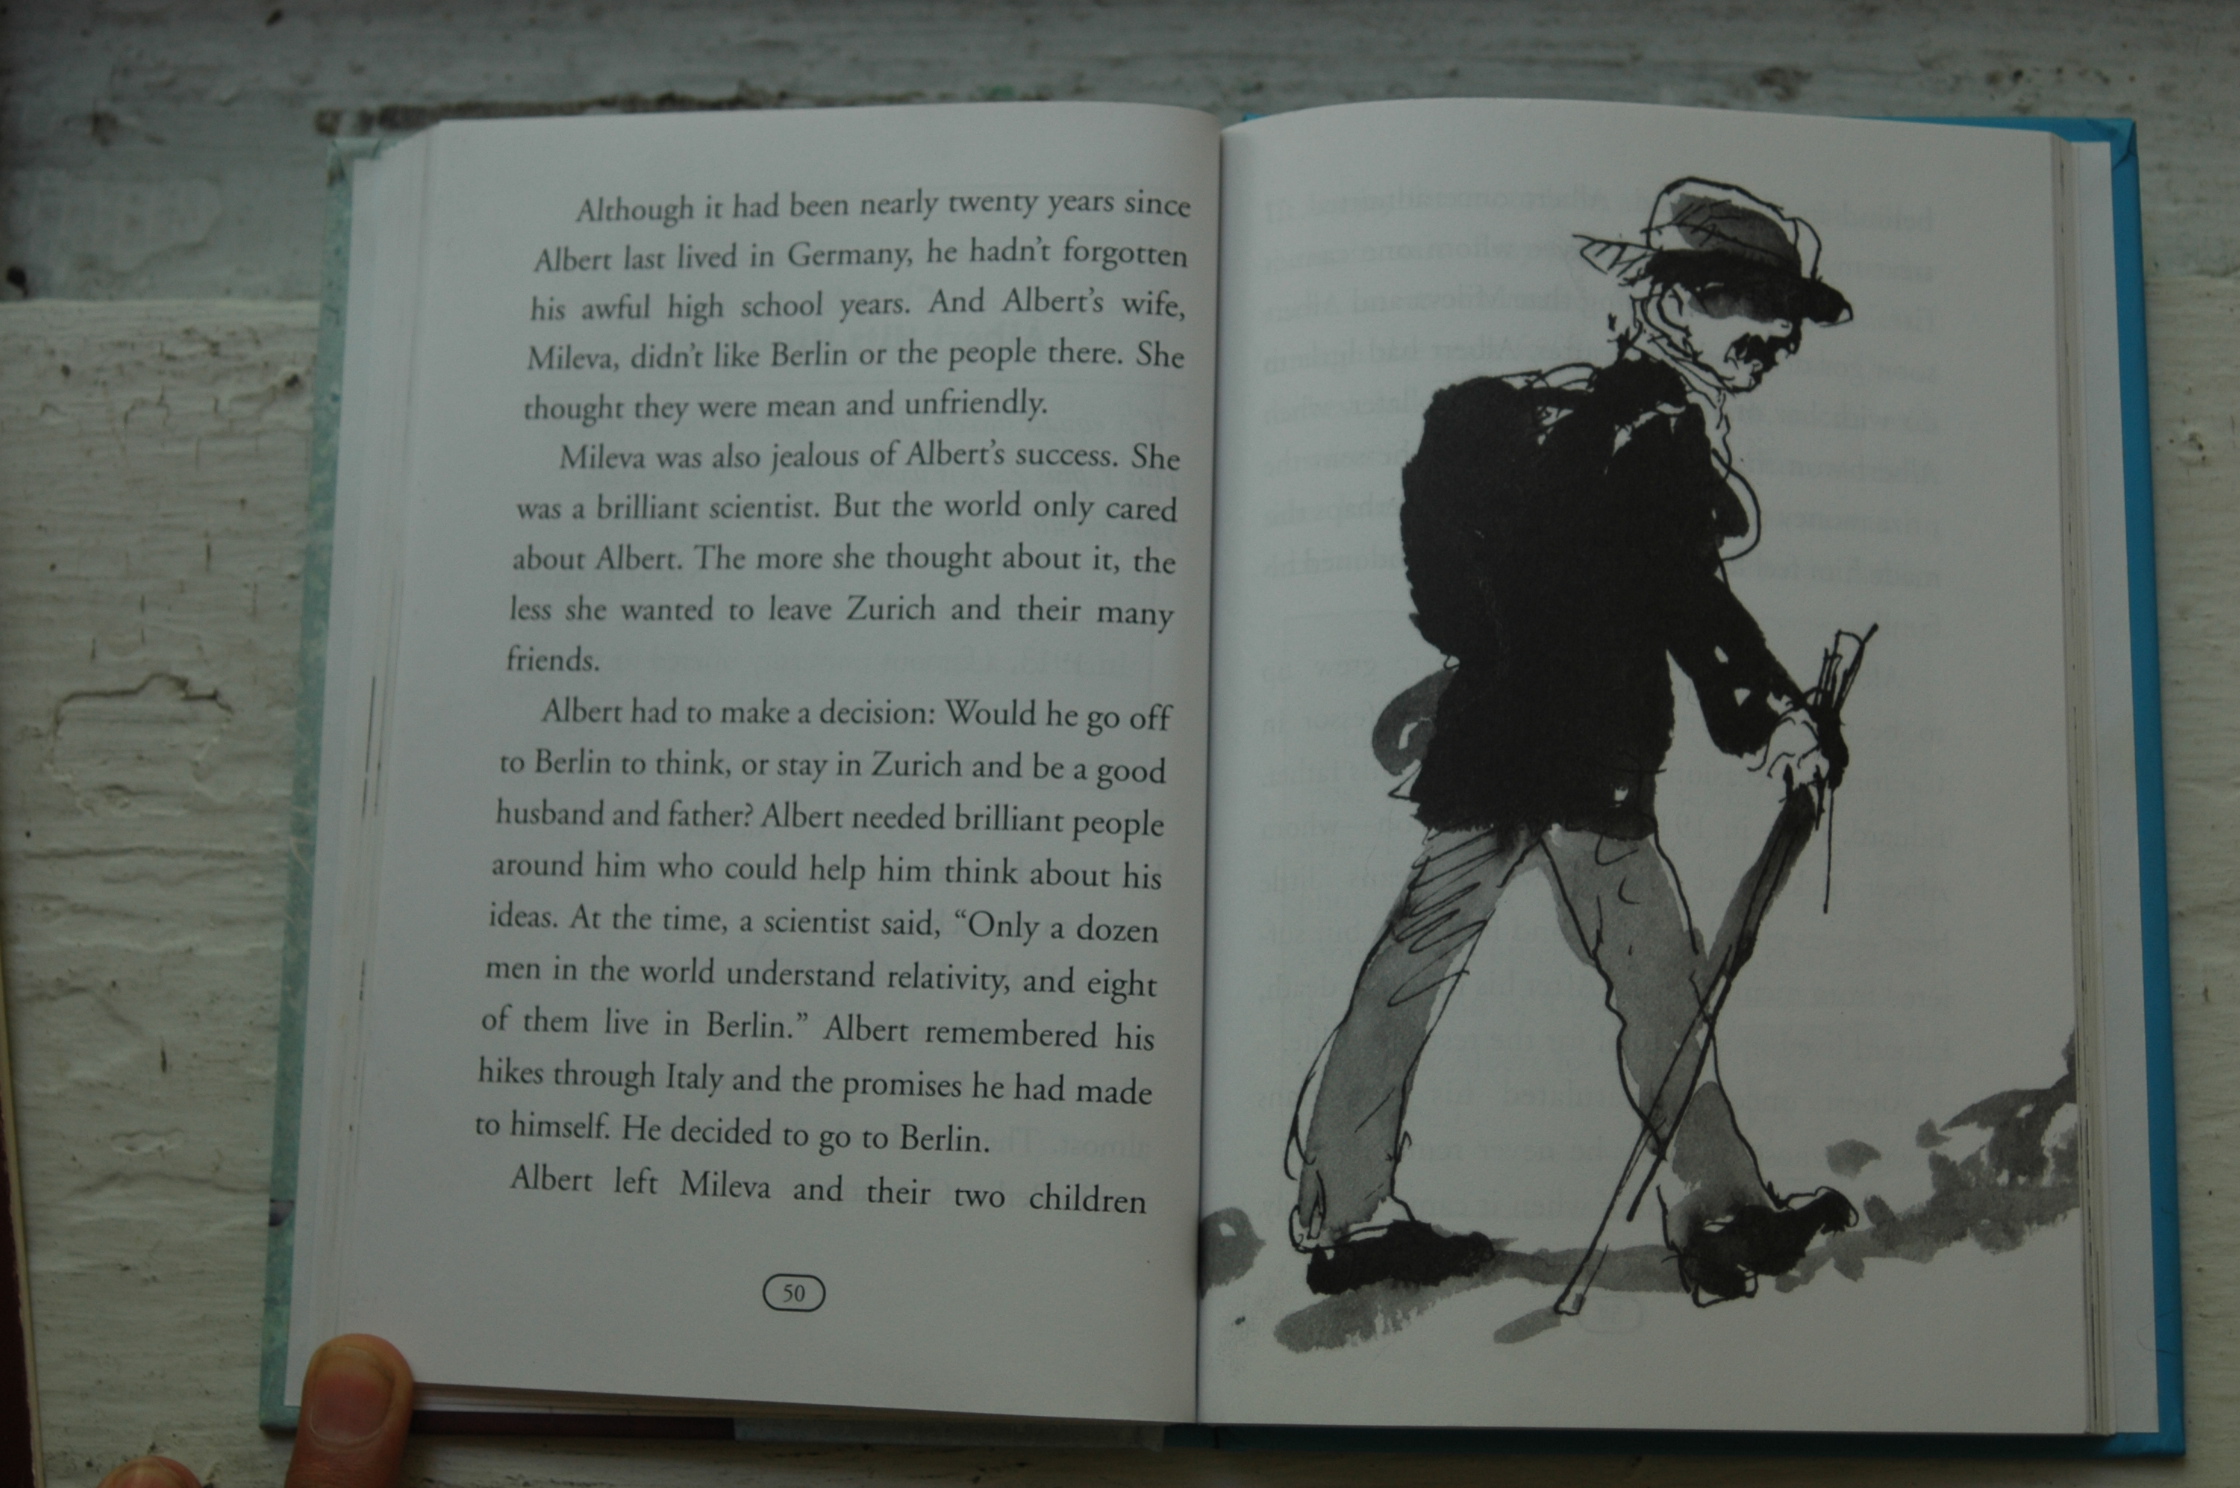 Although it had been nearly twenty years since
Albert last lived in Germany, he hadn't forgotten
his awful high school years. And Albert's wife,
Mileva, didn't like Berlin or the people there. She
thought they were mean and unfriendly.
Mileva was also jealous of Albert's success. She
was a brilliant scientist. But the world only cared
about Albert. The more she thought about it, the
less she wanted to leave Zurich and their many
friends.
Albert had to make a decision: Would he go off
to Berlin to think, or stay in Zurich and be a good
husband and father? Albert needed brilliant people
around him who could help him think about his
ideas. At the time, a scientist said, “Only a dozen
men in the world understand relativity, and eight
of them live in Berlin.” Albert remembered his
hikes through Italy and the promises he had made
to himself. He decided to go to Berlin.
Albert left Mileva and their two children
50